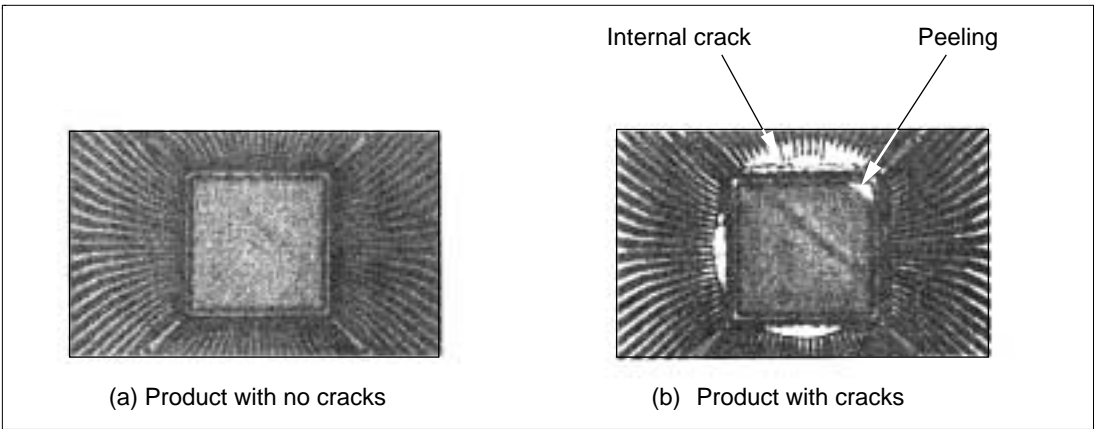 Internal crack
Peeling
(a) Product with no cracks
(b) Product with cracks